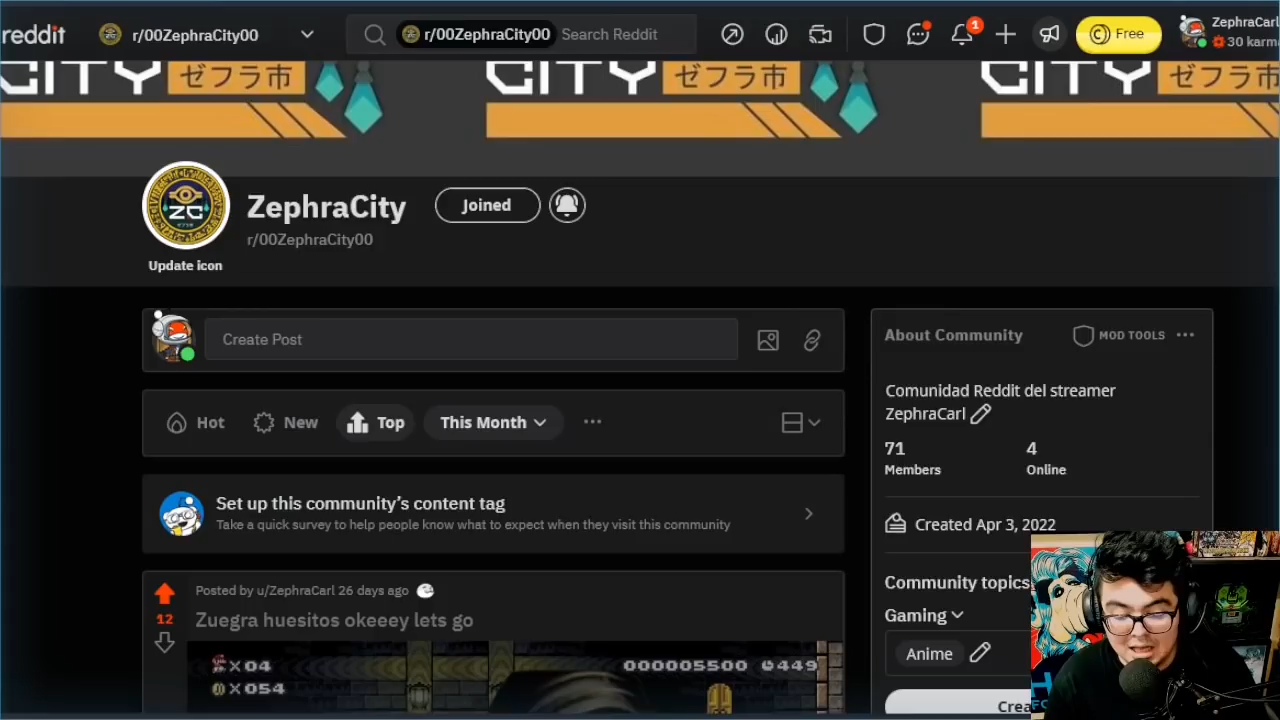 reddit
r/00ZephraCity00
r/00ZephraCity00 Search Reddit
1
Free
ZephraCarl
30 karma
CITY ゼフラ市
CITY ゼフラ市
CITY ゼフラ市
ZC
Update icon
ZephraCity
r/00ZephraCity00
Joined
Create Post
Hot
New
Top
This Month
Set up this community's content tag
Take a quick survey to help people know what to expect when they visit this community
Posted by u/ZephraCarl 26 days ago
12
Zuegra huesitos okeeey lets go
x04
x054
000005500
449
About Community
MOD TOOLS
Comunidad Reddit del streamer
ZephraCarl
71
Members
4
Online
Created Apr 3, 2022
Community topics
Gaming
Anime
Crea